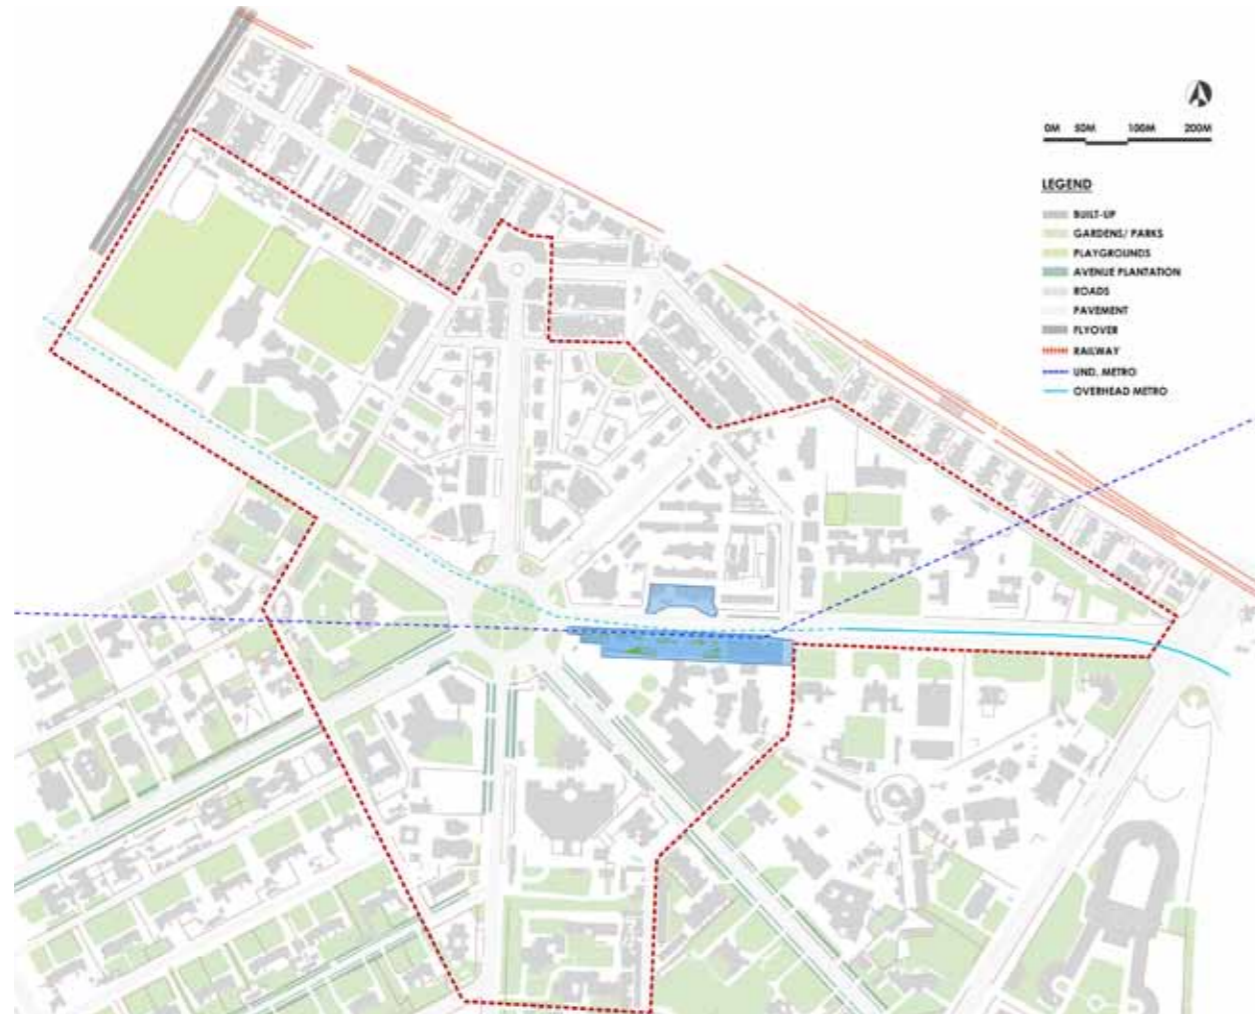 0M 50M 100M 200M
LEGEND
BUILT-UP
GARDENS/ PARKS
PLAYGROUNDS
AVENUE PLANTATION
ROADS
PAVEMENT
FLYOVER
RAILWAY
UND. METRO
OVERHEAD METRO